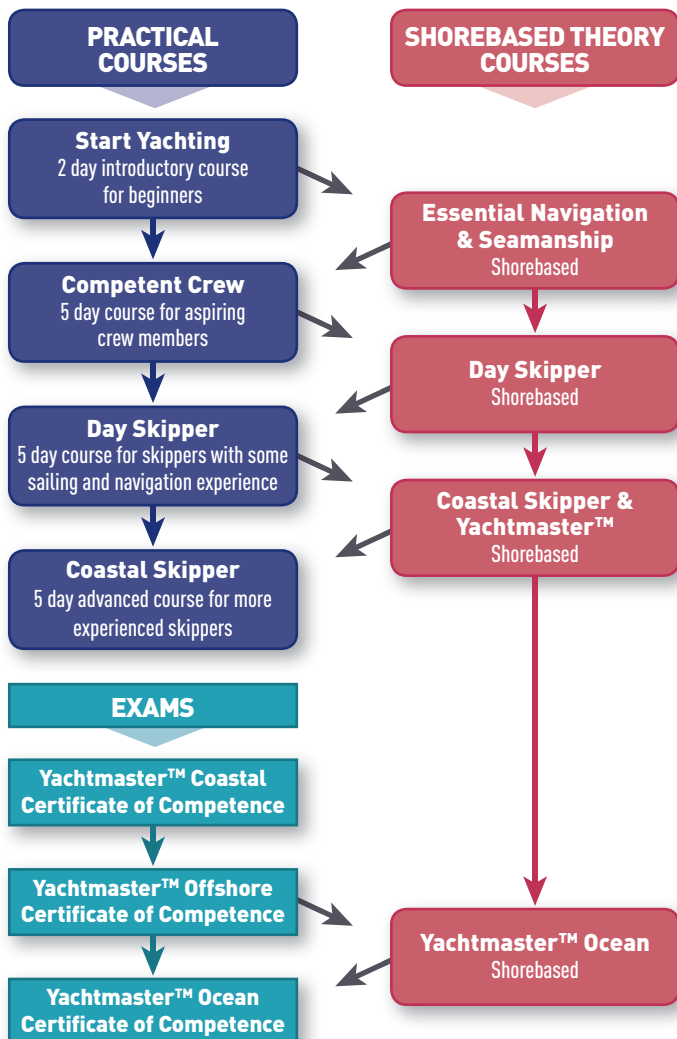 PRACTICAL
COURSES
SHOREBASED THEORY
COURSES
Start Yachting
2 day introductory course
for beginners
Essential Navigation
& Seamanship
Shorebased
Competent Crew
5 day course for aspiring
crew members
Day Skipper
Shorebased
Day Skipper
5 day course for skippers with some
sailing and navigation experience
Coastal Skipper &
Yachtmaster™
Shorebased
Coastal Skipper
5 day advanced course for more
experienced skippers
EXAMS
Yachtmaster™ Coastal
Certificate of Competence
Yachtmaster™ Offshore
Certificate of Competence
Yachtmaster™ Ocean
Shorebased
Yachtmaster™ Ocean
Certificate of Competence